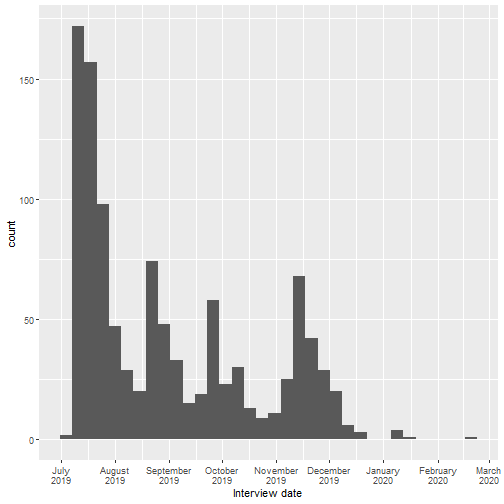 150
100
50
0
count
July August September October November December January February March
2019 2019 2019 2019 2019 2019 2020 2020 2020
Interview date